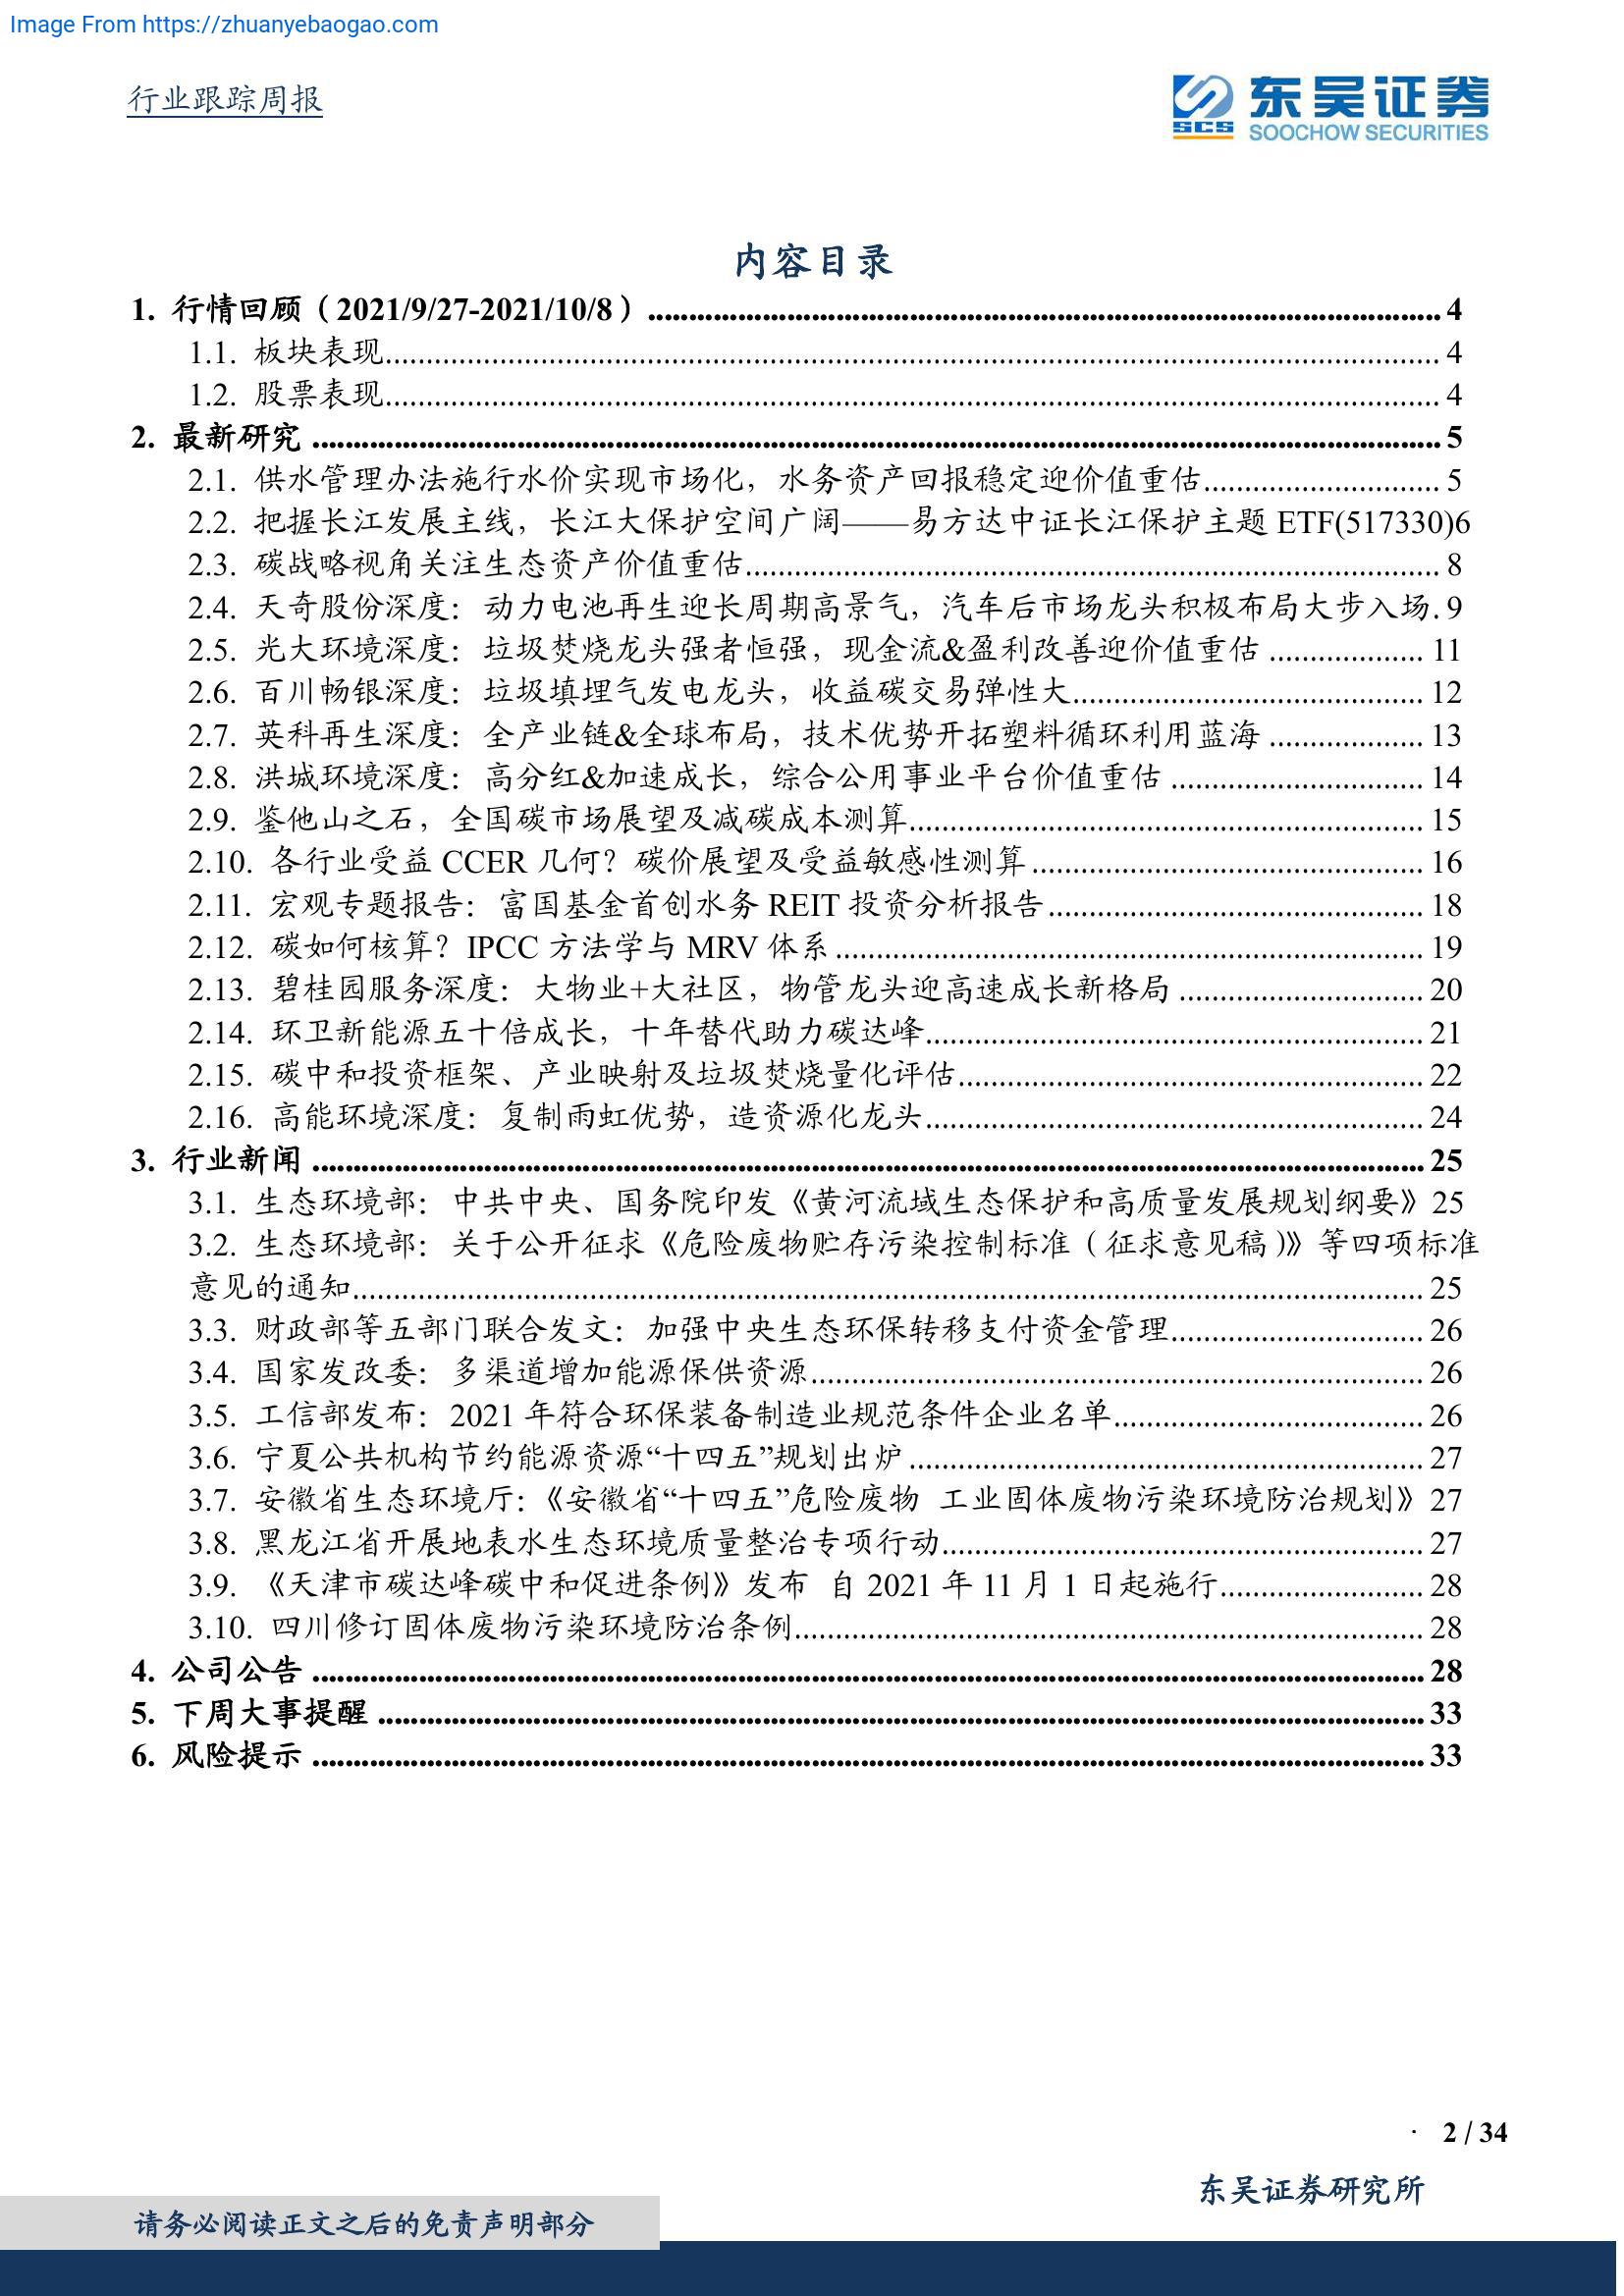 Image From https://zhuanyebaogao.com
行业跟踪周报
东吴证券
SCS
SOOCHOW SECURITIES
内容目录
1. 行情回顾（2021/9/27-2021/10/8）........................................ 4
1.1. 板块表现........................................ 4
1.2. 股票表现........................................ 4
2. 最新研究 ........................................ 5
2.1. 供水管理办法施行水价实现市场化，水务资产回报稳定迎价值重估............................. 5
2.2. 把握长江发展主线，长江大保护空间广阔——易方达中证长江保护主题 ETF(517330)6
2.3. 碳战略视角关注生态资产价值重估........................................ 8
2.4. 天奇股份深度：动力电池再生迎长周期高景气，汽车后市场龙头积极布局大步入场. 9
2.5. 光大环境深度：垃圾焚烧龙头强者恒强，现金流&盈利改善迎价值重估 ................... 11
2.6. 百川畅银深度：垃圾填埋气发电龙头，收益碳交易弹性大........................................ 12
2.7. 英科再生深度：全产业链&全球布局，技术优势开拓塑料循环利用蓝海 ................... 13
2.8. 洪城环境深度：高分红&加速成长，综合公用事业平台价值重估 ............................... 14
2.9. 鉴他山之石，全国碳市场展望及减碳成本测算........................................ 15
2.10. 各行业受益 CCER 几何？碳价展望及受益敏感性测算 ........................................ 16
2.11. 宏观专题报告：富国基金首创水务 REIT 投资分析报告........................................ 18
2.12. 碳如何核算？IPCC 方法学与 MRV 体系 ........................................ 19
2.13. 碧桂园服务深度：大物业+大社区，物管龙头迎高速成长新格局 .............................. 20
2.14. 环卫新能源五十倍成长，十年替代助力碳达峰........................................ 21
2.15. 碳中和投资框架、产业映射及垃圾焚烧量化评估........................................ 22
2.16. 高能环境深度：复制雨虹优势，造资源化龙头........................................ 24
3. 行业新闻 ........................................ 25
3.1. 生态环境部：中共中央、国务院印发《黄河流域生态保护和高质量发展规划纲要》25
3.2. 生态环境部：关于公开征求《危险废物贮存污染控制标准（征求意见稿）》等四项标准
意见的通知........................................ 25
3.3. 财政部等五部门联合发文：加强中央生态环保转移支付资金管理............................... 26
3.4. 国家发改委：多渠道增加能源保供资源........................................ 26
3.5. 工信部发布：2021 年符合环保装备制造业规范条件企业名单...................................... 26
3.6. 宁夏公共机构节约能源资源“十四五”规划出炉 ........................................ 27
3.7. 安徽省生态环境厅：《安徽省“十四五”危险废物 工业固体废物污染环境防治规划》27
3.8. 黑龙江省开展地表水生态环境质量整治专项行动........................................ 27
3.9. 《天津市碳达峰碳中和促进条例》发布 自 2021 年 11 月 1 日起施行......................... 28
3.10. 四川修订固体废物污染环境防治条例........................................ 28
4. 公司公告 ........................................ 28
5. 下周大事提醒 ........................................ 33
6. 风险提示 ........................................ 33
· 2 / 34
东吴证券研究所
请务必阅读正文之后的免责声明部分